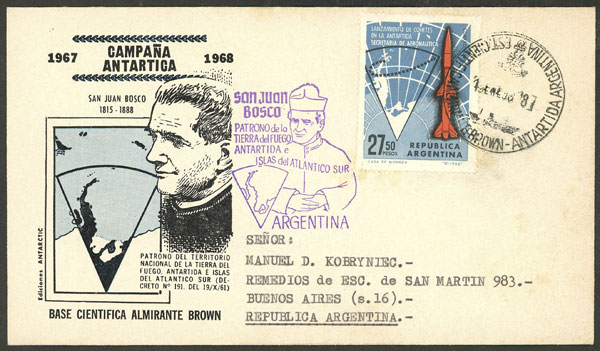 1967
CAMPAÑA
ANTARTIGA
1968
SAN JUAN BOSCO
1815 - 1888
PATRONO DEL TERRITORIO
NACIONAL DE LA TIERRA DEL
FUEGO, ANTARTIDA E ISLAS
DEL ATLANTICO SUR (DE-
CRETO Nº 191, DEL 19/X/61)
Ediciones ANTARCTIC
BASE CIENTIFICA ALMIRANTE BROWN
SAN JUAN
BOSCO
PATRONO de la
TIERRA del FUEGO
ANTARTIDA e
ISLAS del ATLANTICO SUR
ARGENTINA
LANZAMIENTO DE COHETES
EN LA ANTARTIDA
SECRETARIA DE AERONAUTICA
27.50
PESOS
REPUBLICA
ARGENTINA
CASA DE MONEDA
BROWN - ANTARTIDA ARGENTINA
SEÑOR:
MANUEL D. KOBRYNIEC.-
REMEDIOS de ESC. de SAN MARTIN 983.-
BUENOS AIRES (s.16).-
REPUBLICA ARGENTINA.-